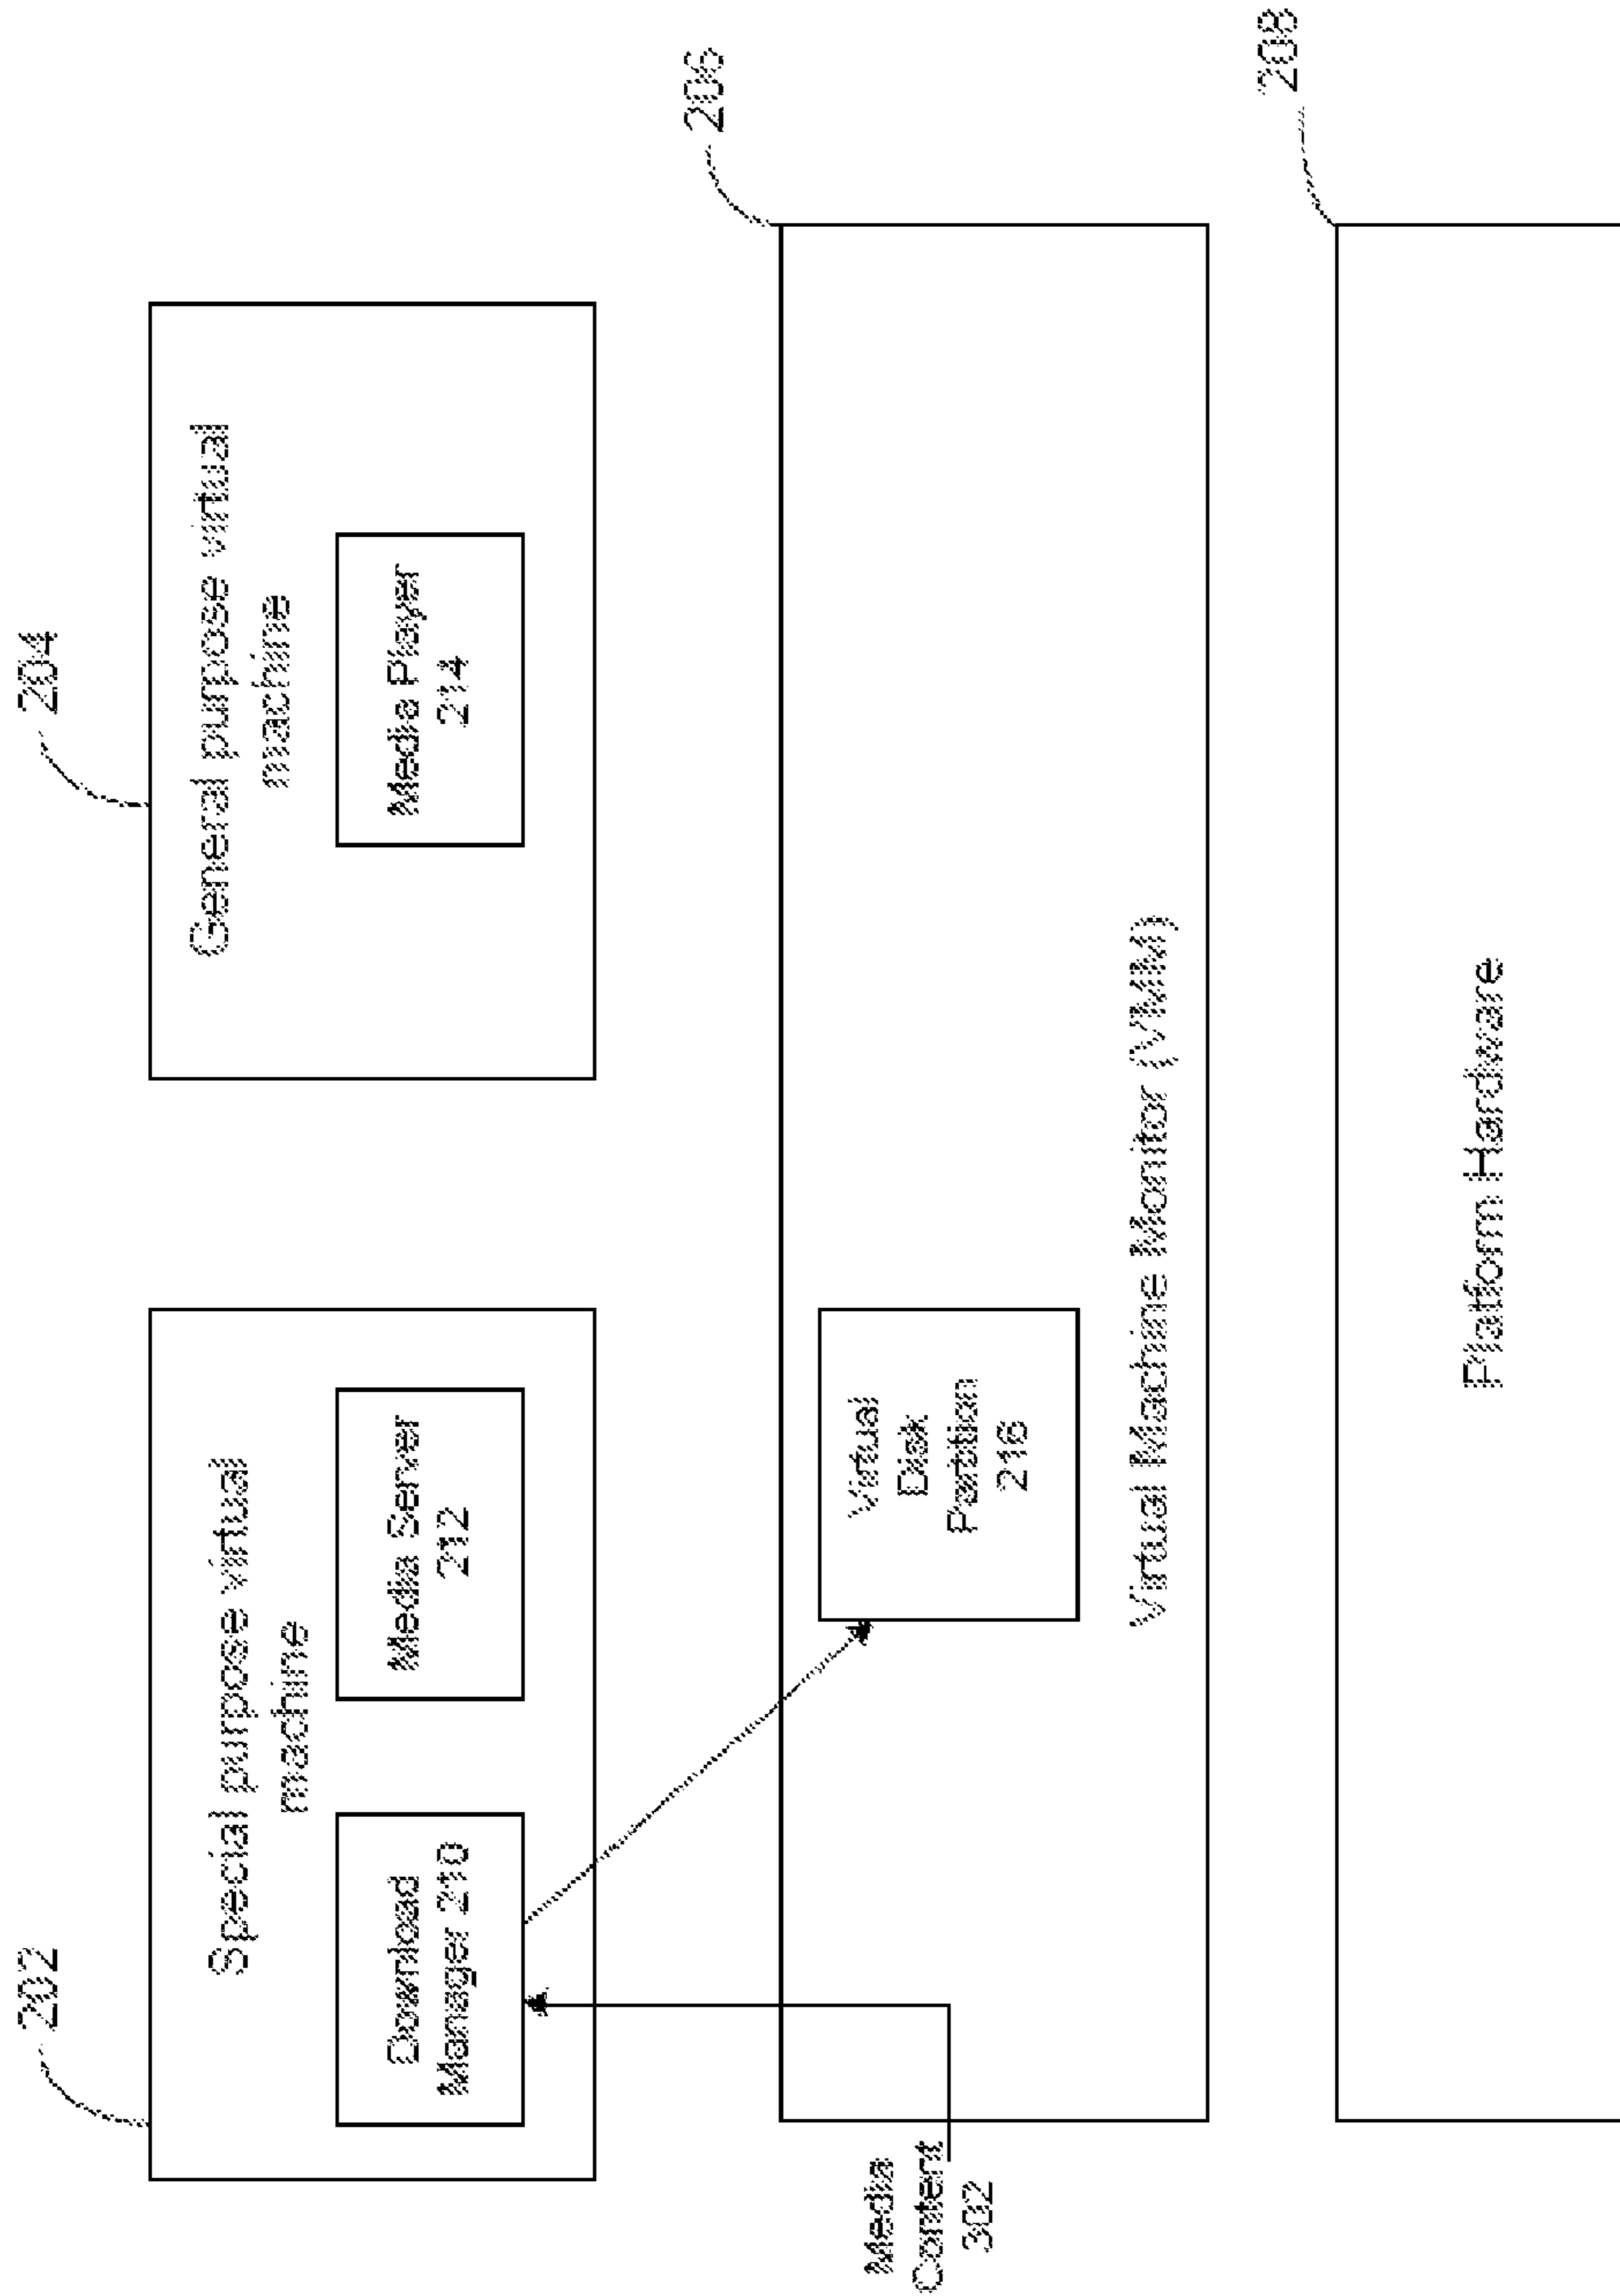 202
204
Special purpose virtual
machine
General purpose virtual
machine
Download
Manager 210
Media Server
212
Media Player
214
206
Media
Content
302
Virtual
Disk
Partition
216
Virtual Machine Monitor (VMM)
208
Platform Hardware